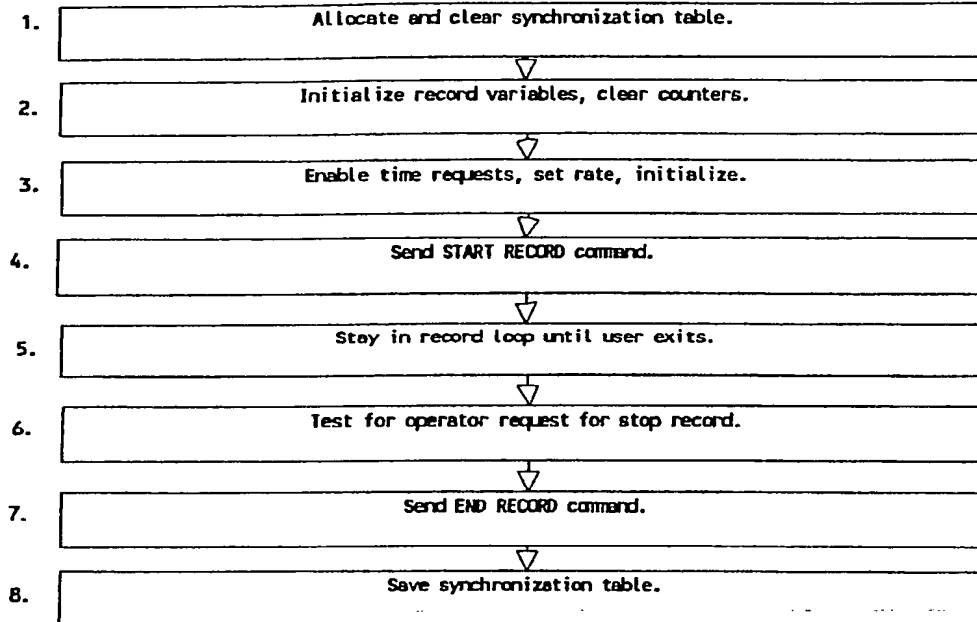 1. Allocate and clear synchronization table.
2. Initialize record variables, clear counters.
3. Enable time requests, set rate, initialize.
4. Send START RECORD command.
5. Stay in record loop until user exits.
6. Test for operator request for stop record.
7. Send END RECORD command.
8. Save synchronization table.